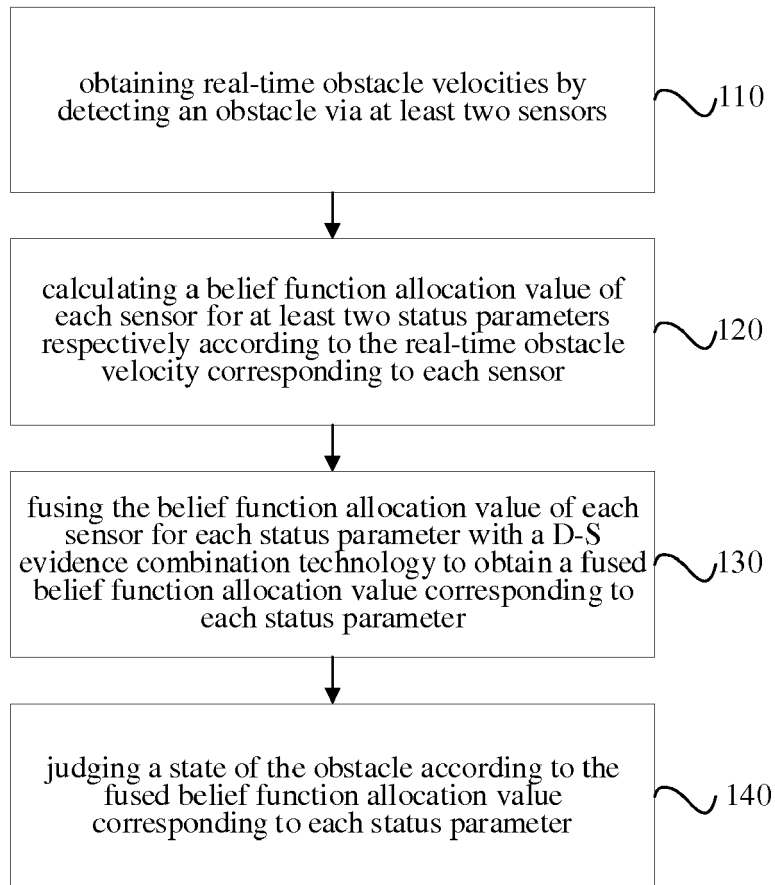 obtaining real-time obstacle velocities by
detecting an obstacle via at least two sensors
110
calculating a belief function allocation value of
each sensor for at least two status parameters
respectively according to the real-time obstacle
velocity corresponding to each sensor
120
fusing the belief function allocation value of each
sensor for each status parameter with a D-S
evidence combination technology to obtain a fused
belief function allocation value corresponding to
each status parameter
130
judging a state of the obstacle according to the
fused belief function allocation value
corresponding to each status parameter
140